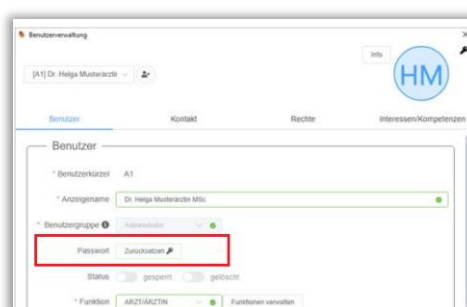 Benutzerverwaltung
Info
[A1] Dr. Helga Musterärztin
HM
Benutzer Kontakt Rechte Interessen/Kompetenzen
Benutzer
* Benutzerkürzel A1
* Anzeigename Dr. Helga Musterärztin MSc
* Benutzergruppe Administrator
Passwort Zurücksetzen
Status gesperrt gelöscht
* Funktion ARZT/ÄRZTIN Funktionen verwalten